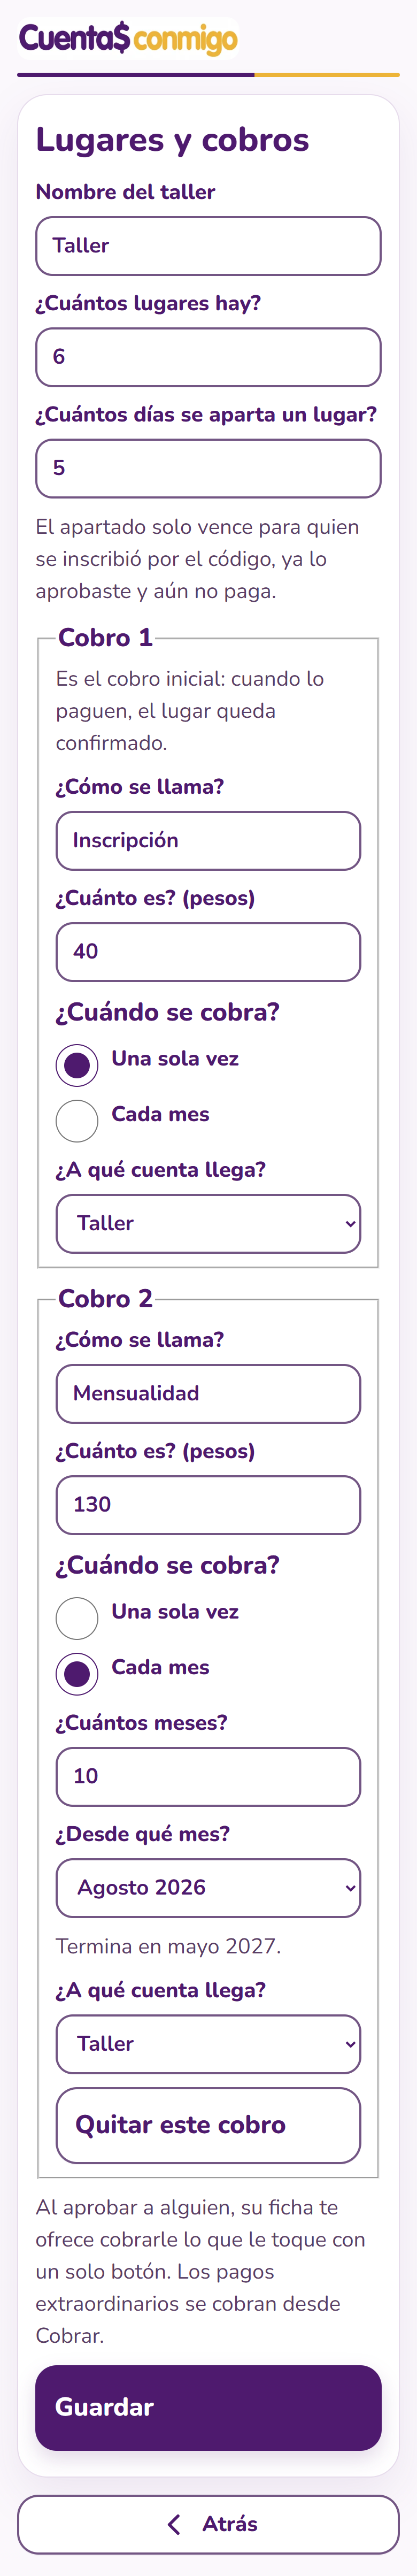 Cuenta$ conmigo
Lugares y cobros
Nombre del taller
Taller
¿Cuántos lugares hay?
6
¿Cuántos días se aparta un lugar?
5
El apartado solo vence para quien
se inscribió por el código, ya lo
aprobaste y aún no paga.
Cobro 1
Es el cobro inicial: cuando lo
paguen, el lugar queda
confirmado.
¿Cómo se llama?
Inscripción
¿Cuánto es? (pesos)
40
¿Cuándo se cobra?
Una sola vez
Cada mes
¿A qué cuenta llega?
Taller
Cobro 2
¿Cómo se llama?
Mensualidad
¿Cuánto es? (pesos)
130
¿Cuándo se cobra?
Una sola vez
Cada mes
¿Cuántos meses?
10
¿Desde qué mes?
Agosto 2026
Termina en mayo 2027.
¿A qué cuenta llega?
Taller
Quitar este cobro
Al aprobar a alguien, su ficha te
ofrece cobrarle lo que le toque con
un solo botón. Los pagos
extraordinarios se cobran desde
Cobrar.
Guardar
Atrás